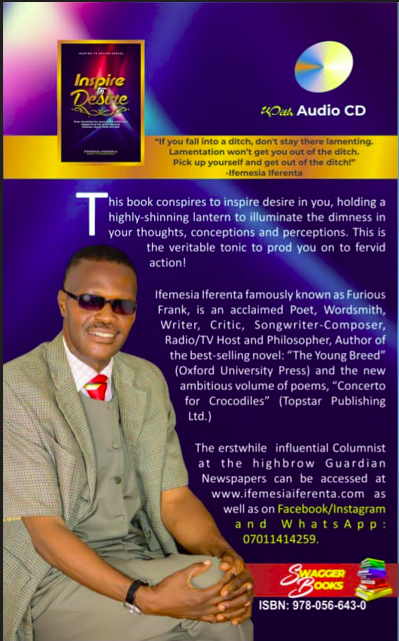 INSPIRE TO DESIRE SERIES
Inspire
to
Desire
With Audio CD
“If you fall into a ditch, don’t stay there lamenting.
Lamentation won’t get you out of the ditch.
Pick up yourself and get out of the ditch!”
-Ifemesia Iferenta
This book conspires to inspire desire in you, holding a
highly-shinning lantern to illuminate the dimness in
your thoughts, conceptions and perceptions. This is
the veritable tonic to prod you on to fervid
action!
Ifemesia Iferenta famously known as Furious
Frank, is an acclaimed Poet, Wordsmith,
Writer, Critic, Songwriter-Composer,
Radio/TV Host and Philosopher, Author of
the best-selling novel: “The Young Breed”
(Oxford University Press) and the new
ambitious volume of poems, “Concerto
for Crocodiles” (Topstar Publishing
Ltd.)
The erstwhile influential Columnist
at the highbrow Guardian
Newspapers can be accessed at
www.ifemesiaiferenta.com as
well as on Facebook/Instagram
and WhatsApp:
07011414259.
SWAGGER
BOOKS
ISBN: 978-056-643-0